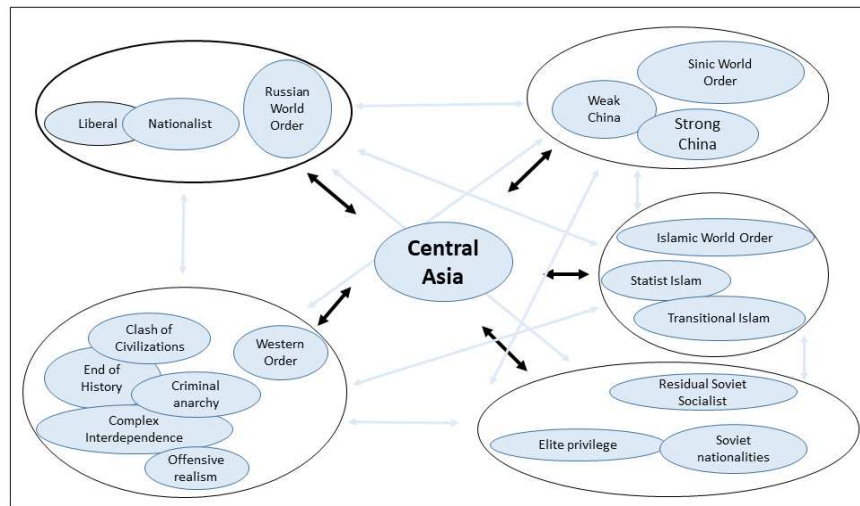 Russian
World
Order
Liberal
Nationalist
Sinic World
Order
Weak
China
Strong
China
Central
Asia
Islamic World Order
Statist Islam
Transitional Islam
Clash of
Civilizations
Western
Order
End of
History
Criminal
anarchy
Complex
Interdependence
Offensive
realism
Residual Soviet
Socialist
Elite privilege
Soviet
nationalities